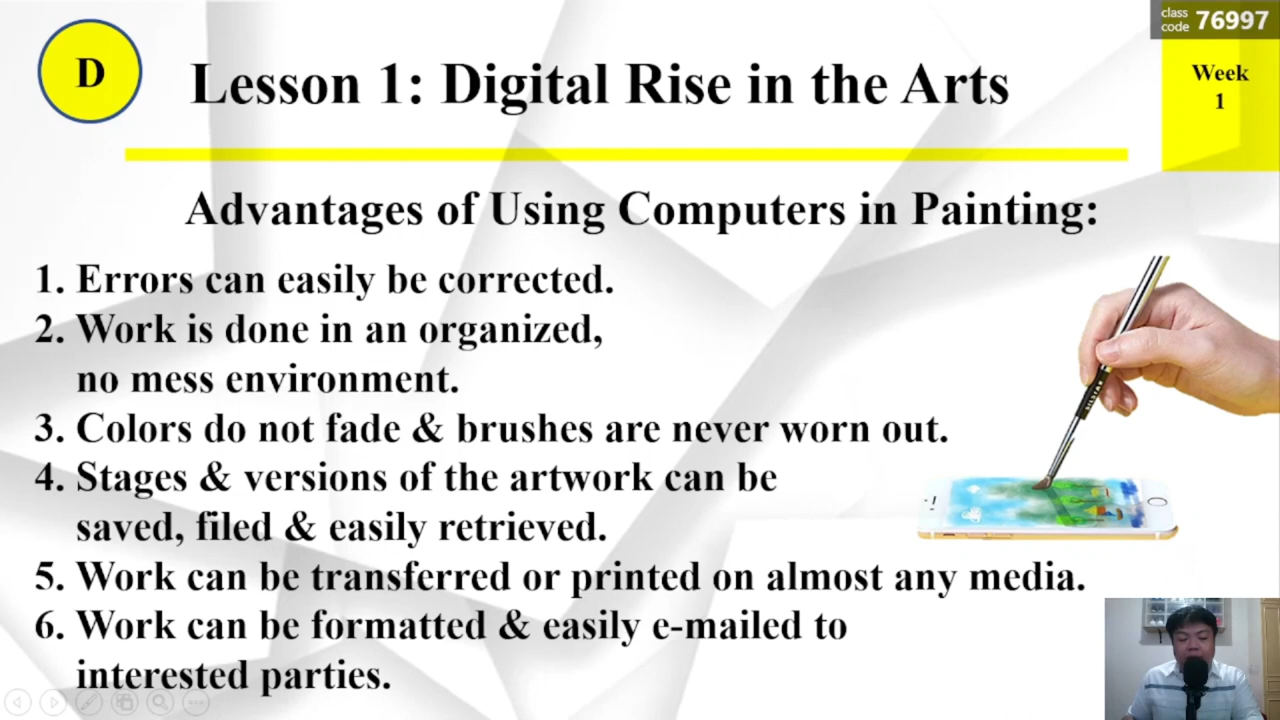 class
code 76997
D
Lesson 1: Digital Rise in the Arts
Week
1
Advantages of Using Computers in Painting:
1. Errors can easily be corrected.
2. Work is done in an organized,
no mess environment.
3. Colors do not fade & brushes are never worn out.
4. Stages & versions of the artwork can be
saved, filed & easily retrieved.
5. Work can be transferred or printed on almost any media.
6. Work can be formatted & easily e-mailed to
interested parties.